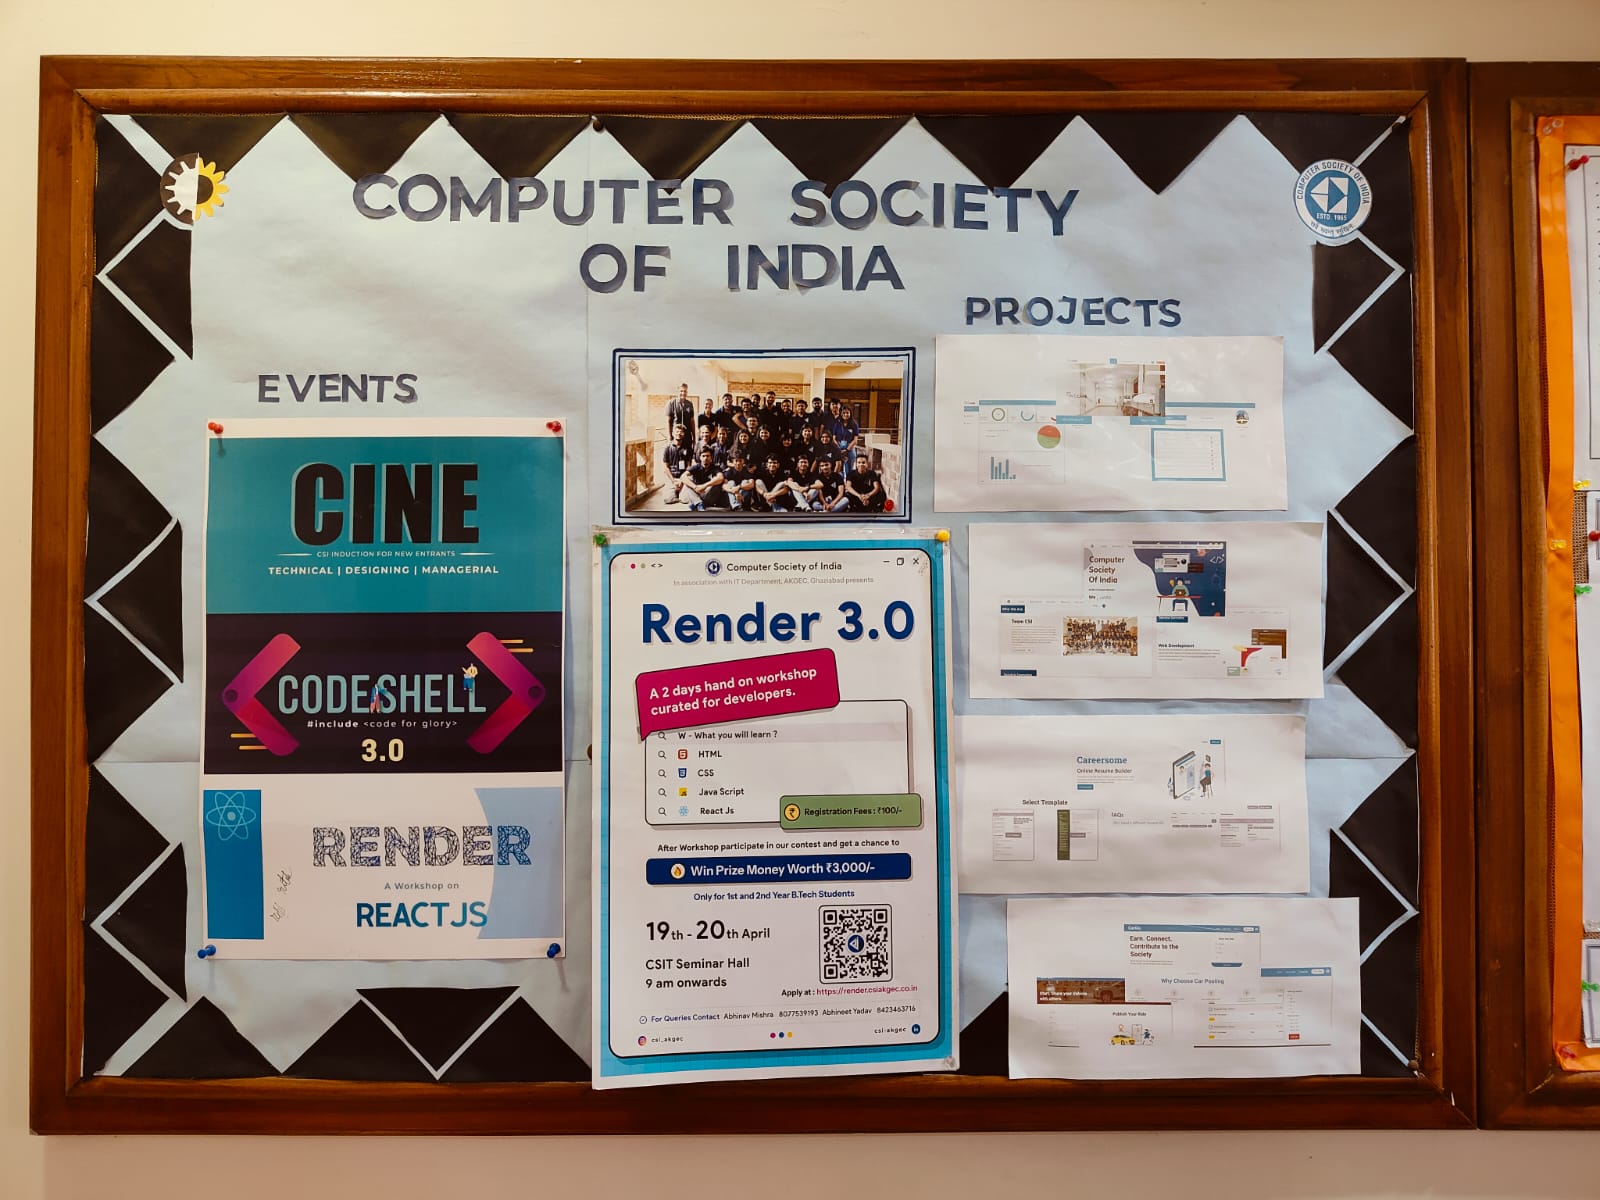 COMPUTER SOCIETY
OF INDIA
COMPUTER SOCIETY OF INDIA
ESTD. 1965
EVENTS
CINE
CSI INDUCTION FOR NEW ENTRANTS
TECHNICAL | DESIGNING | MANAGERIAL
CODESHELL
#include <code for glory>
3.0
RENDER
A Workshop on
REACTJS
Computer Society of India
In association with IT Department, AKGEC, Ghaziabad presents
Render 3.0
A 2 days hand on workshop
curated for developers.
W - What you will learn ?
HTML
CSS
Java Script
React Js
Registration Fees : ₹100/-
After Workshop participate in our contest and get a chance to
Win Prize Money Worth ₹3,000/-
Only for 1st and 2nd Year B.Tech Students
19th - 20th April
CSIT Seminar Hall
9 am onwards
Apply at : https://render.csiakgec.co.in
For Queries Contact Abhinav Mishra 8077539193 Abhineet Yadav 8423463716
csi_akgec
csi-akgec
PROJECTS
Computer
Society
Of India
Team CSI
Web Development
Careersome
Online Resume Builder
Select Template
FAQs
Earn. Connect.
Contribute to the
Society
Why Choose Car Pooling
Publish Your Ride